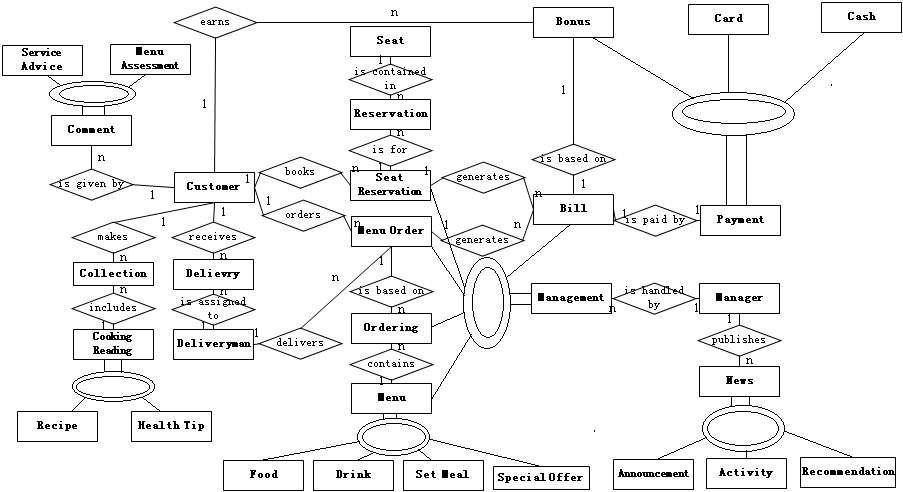 earns
n
Bonus
Card
Cash
Seat
Service
Advice
Menu
Assessment
1
is contained
in
n
Reservation
1
1
Comment
n
is for
n
is given by
1
1
Customer
1
books
n
1
1
Seat
Reservation
generates
n
is based on
1
Bill
1
is paid by
1
Payment
1
orders
n
Menu Order
1
generates
n
makes
n
1
receives
n
Collection
n
Delievry
n
n
1
is based on
n
includes
1
is assigned
to
1
Management
n
is handled
by
1
Manager
Cooking
Reading
Deliveryman
1
delivers
Ordering
n
contains
1
1
publishes
n
Menu
News
Recipe
Health Tip
Food
Drink
Set Meal
Special Offer
Announcement
Activity
Recommendation